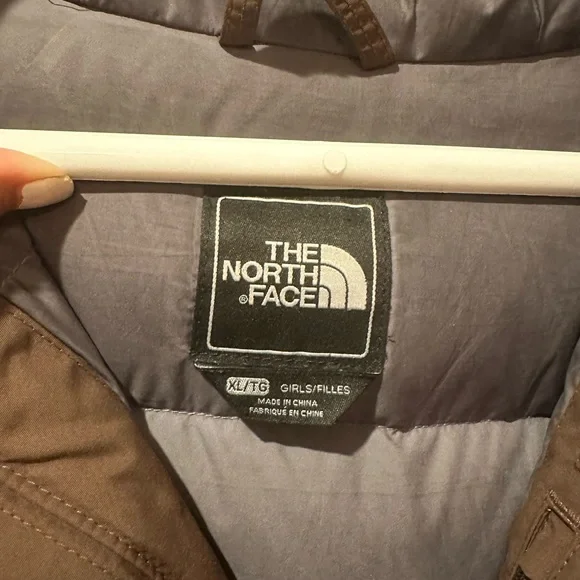 THE
NORTH
®FACE
XL/TG GIRLS/FILLES
MADE IN CHINA
FABRIQUÉ EN CHINE